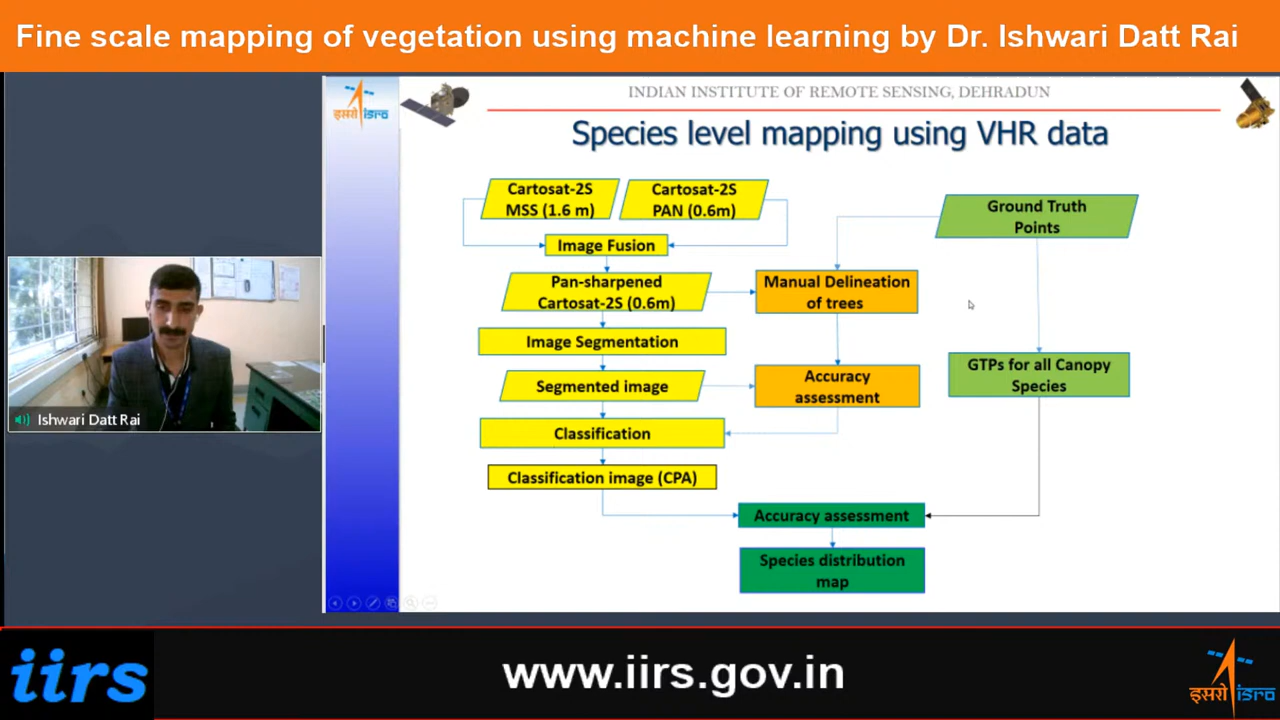 Fine scale mapping of vegetation using machine learning by Dr. Ishwari Datt Rai
इसरो isro
INDIAN INSTITUTE OF REMOTE SENSING, DEHRADUN
Species level mapping using VHR data
Cartosat-2S
MSS (1.6 m)
Cartosat-2S
PAN (0.6m)
Image Fusion
Pan-sharpened
Cartosat-2S (0.6m)
Image Segmentation
Segmented image
Classification
Classification image (CPA)
Manual Delineation
of trees
Accuracy
assessment
Ground Truth
Points
GTPs for all Canopy
Species
Accuracy assessment
Species distribution
map
Ishwari Datt Rai
iirs
www.iirs.gov.in
इसरो isro